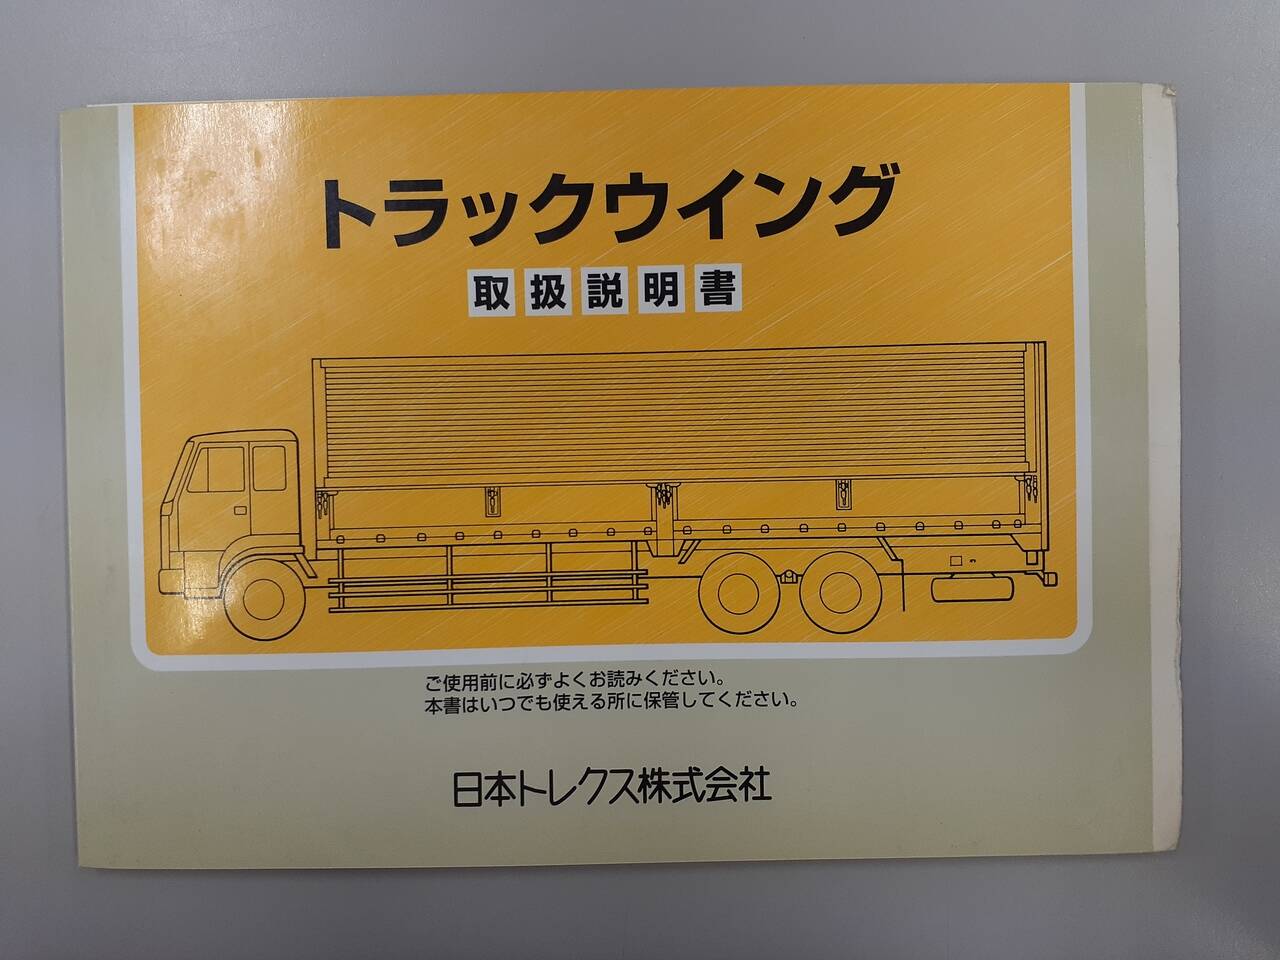 トラックウイング
取扱説明書
ご使用前に必ずよくお読みください。
本書はいつでも使える所に保管してください。
日本トレクス株式会社